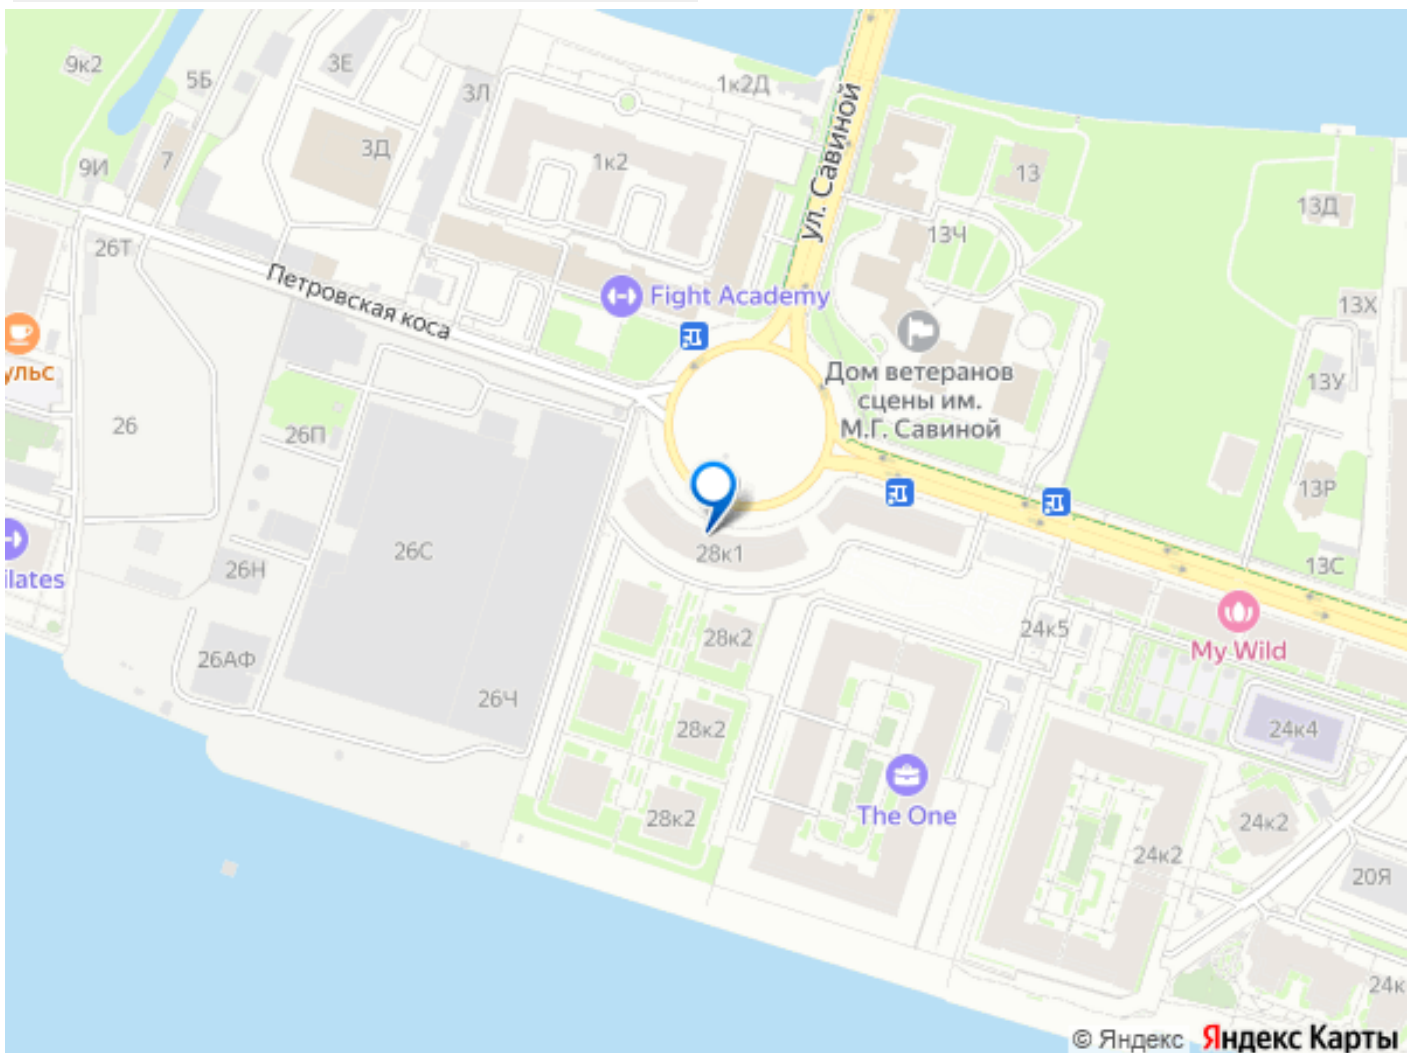 9к2
3Е
5Б
1к2Д
3Л
ул. Савиной
3Д
7
1к2
9И
13
13Д
13Ч
26Т
Петровская коса
Fight Academy
13Х
ульс
Дом ветеранов
сцены им.
М.Г. Савиной
13У
26
26П
13Р
26С
28к1
26Н
13С
ilates
24к5
28к2
My Wild
26АФ
26Ч
28к2
24к4
The One
28к2
24к2
24к2
20Я
24к
© Яндекс Яндекс Карты